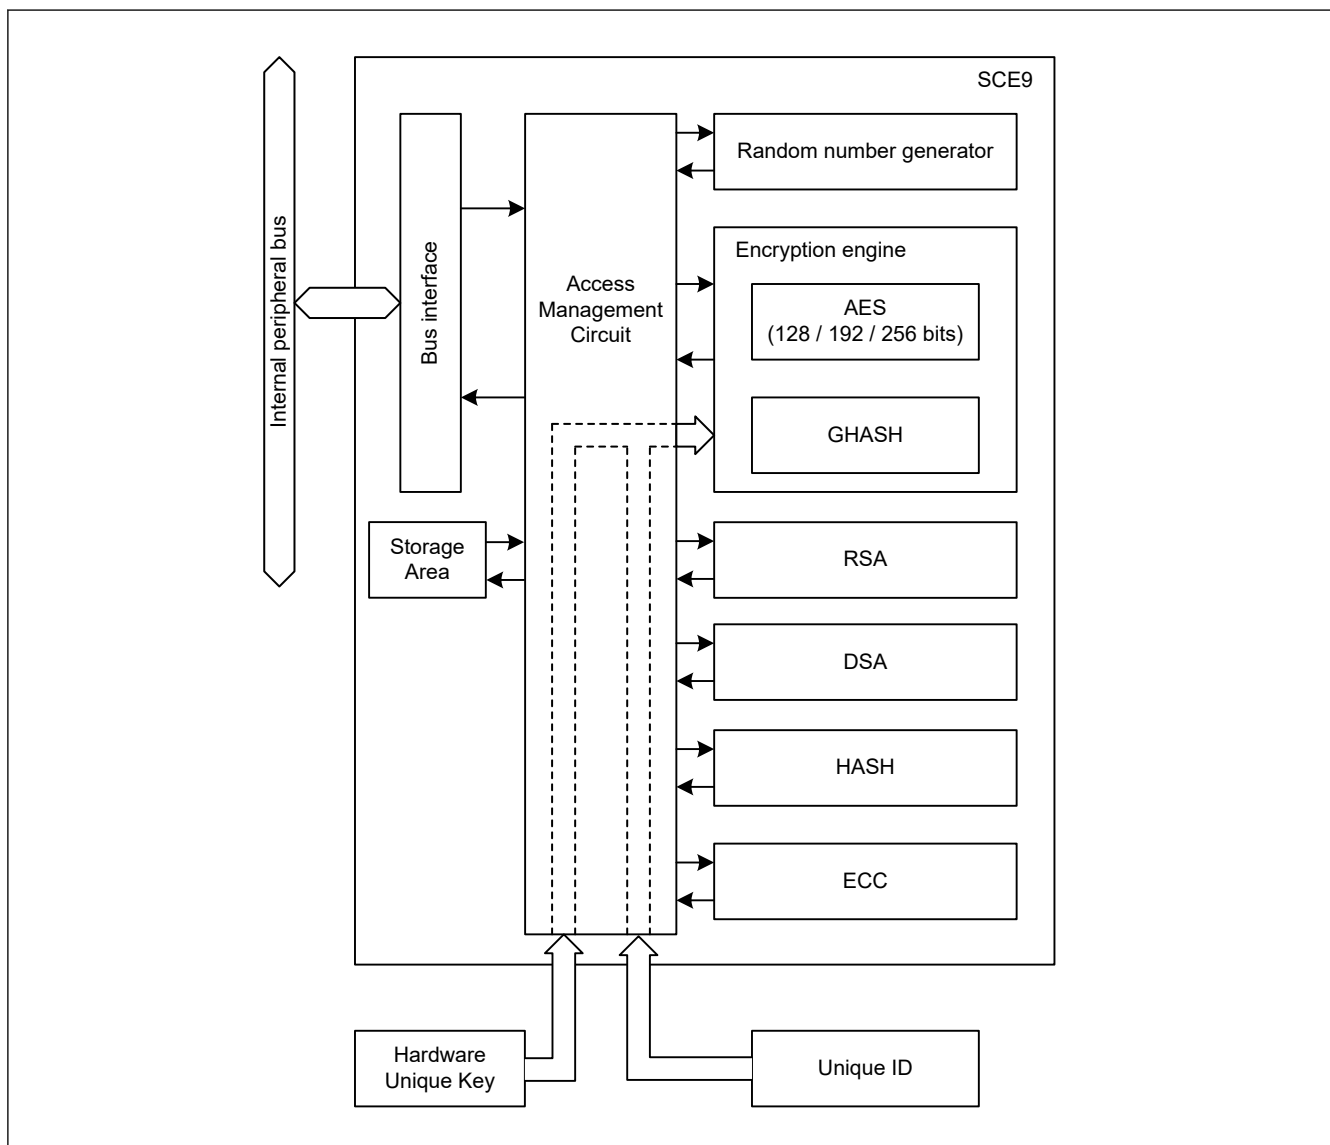 SCE9
Internal peripheral bus
Bus interface
Access
Management
Circuit
Random number generator
Encryption engine
AES
(128 / 192 / 256 bits)
GHASH
Storage
Area
RSA
DSA
HASH
ECC
Hardware
Unique Key
Unique ID